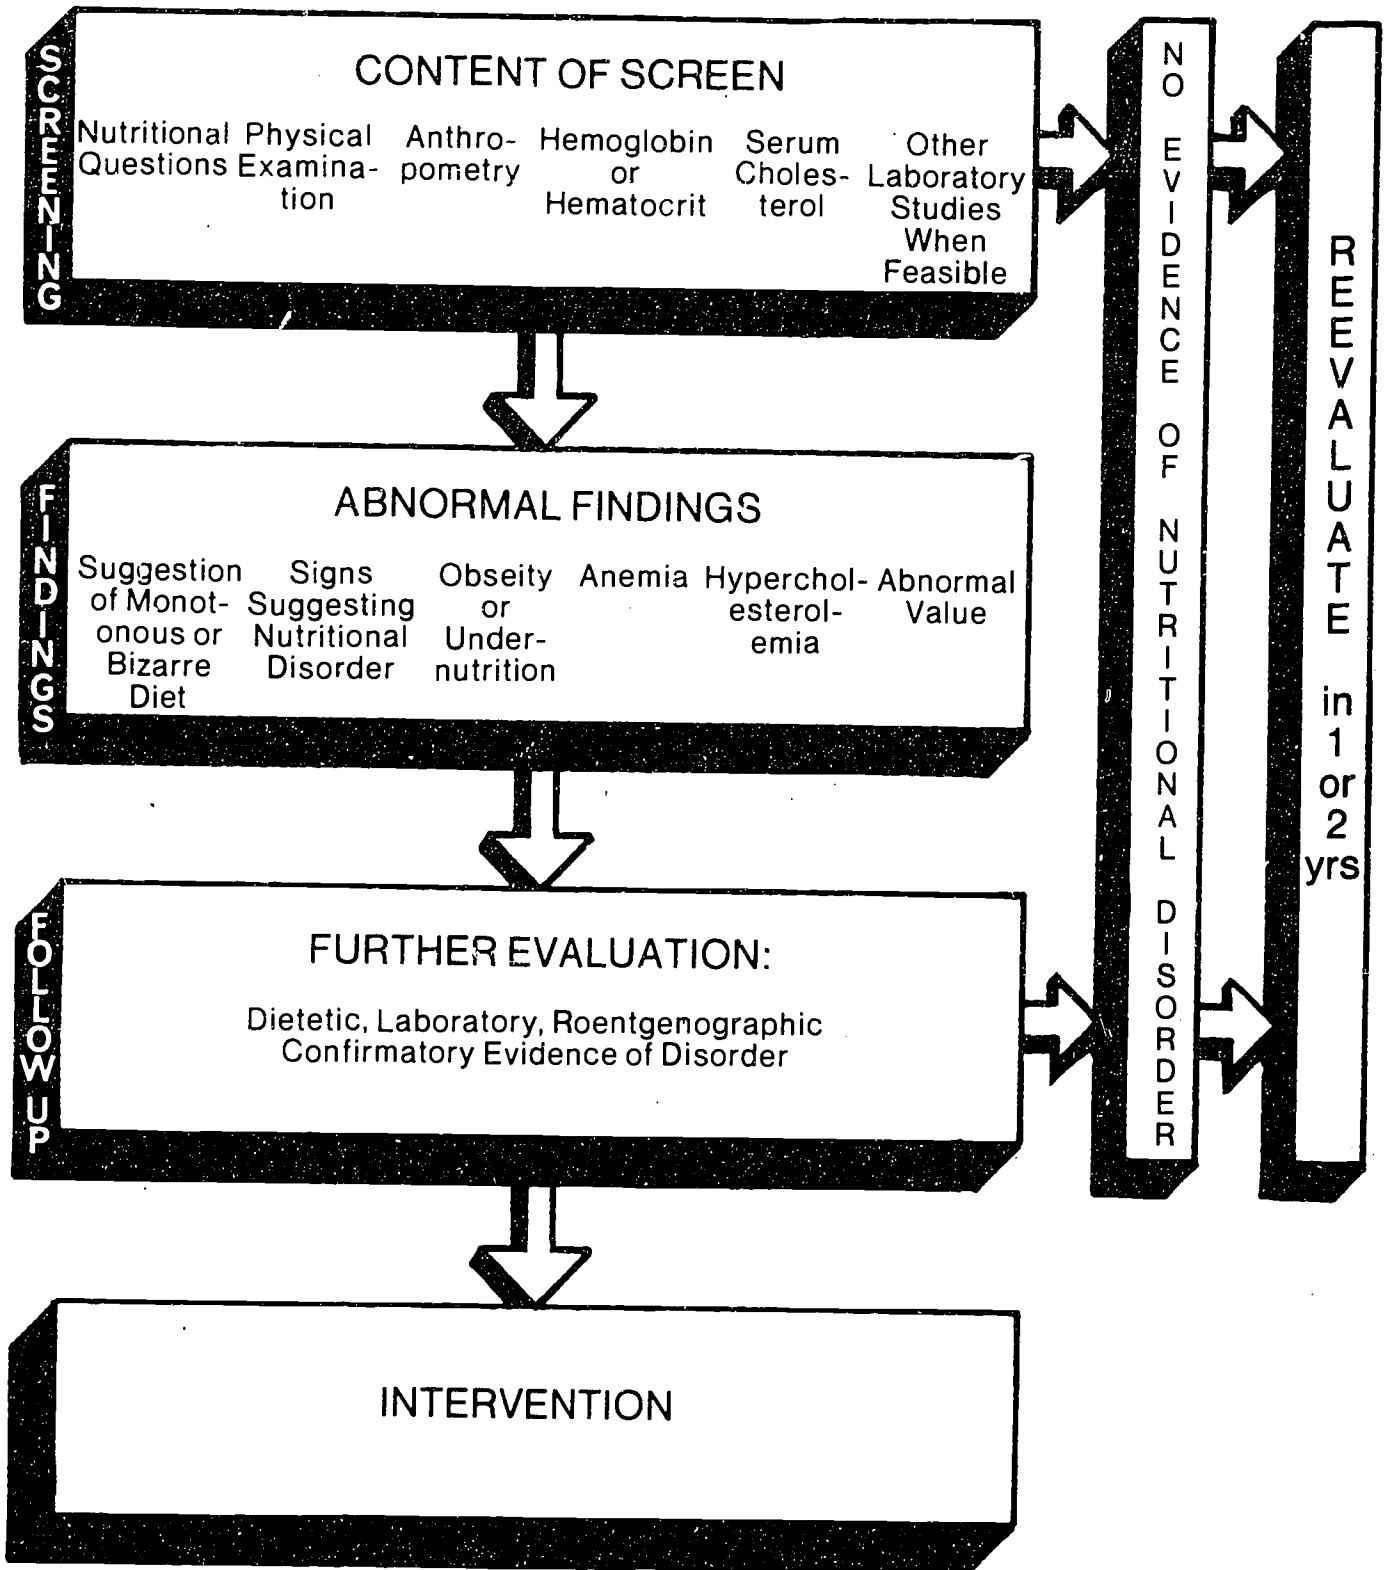 SCREENING
CONTENT OF SCREEN
Nutritional Questions
Physical Examina-
tion
Anthro-
pometry
Hemoglobin
or
Hematocrit
Serum
Choles-
terol
Other
Laboratory
Studies
When
Feasible
FINDINGS
ABNORMAL FINDINGS
Suggestion
of Monot-
onous or
Bizarre
Diet
Signs
Suggesting
Nutritional
Disorder
Obseity
or
Under-
nutrition
Anemia
Hyperchol-
esterol-
emia
Abnormal
Value
FOLLOW UP
FURTHER EVALUATION:
Dietetic, Laboratory, Roentgenographic
Confirmatory Evidence of Disorder
INTERVENTION
NO EVIDENCE OF NUTRITIONAL DISORDER
REEVALUATE
in
1
or
2
yrs